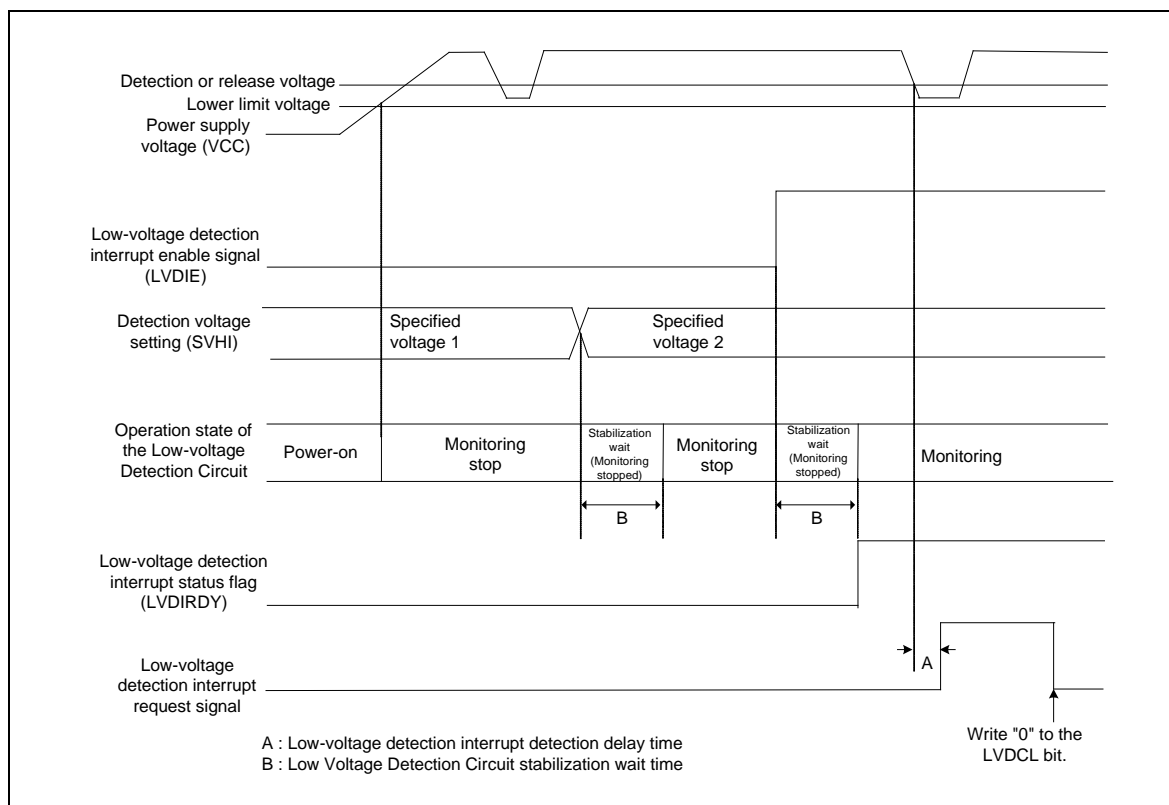 Detection or release voltage
Lower limit voltage
Power supply
voltage (VCC)
Low-voltage detection
interrupt enable signal
(LVDIE)
Detection voltage
setting (SVHI)
Specified
voltage 1
Specified
voltage 2
Operation state of
the Low-voltage
Detection Circuit
Power-on
Monitoring
stop
Stabilization
wait
(Monitoring
stopped)
Monitoring
stop
Stabilization
wait
(Monitoring
stopped)
Monitoring
B
B
Low-voltage detection
interrupt status flag
(LVDIRDY)
A
Low-voltage
detection interrupt
request signal
Write "0" to the
LVDCL bit.
A : Low-voltage detection interrupt detection delay time
B : Low Voltage Detection Circuit stabilization wait time